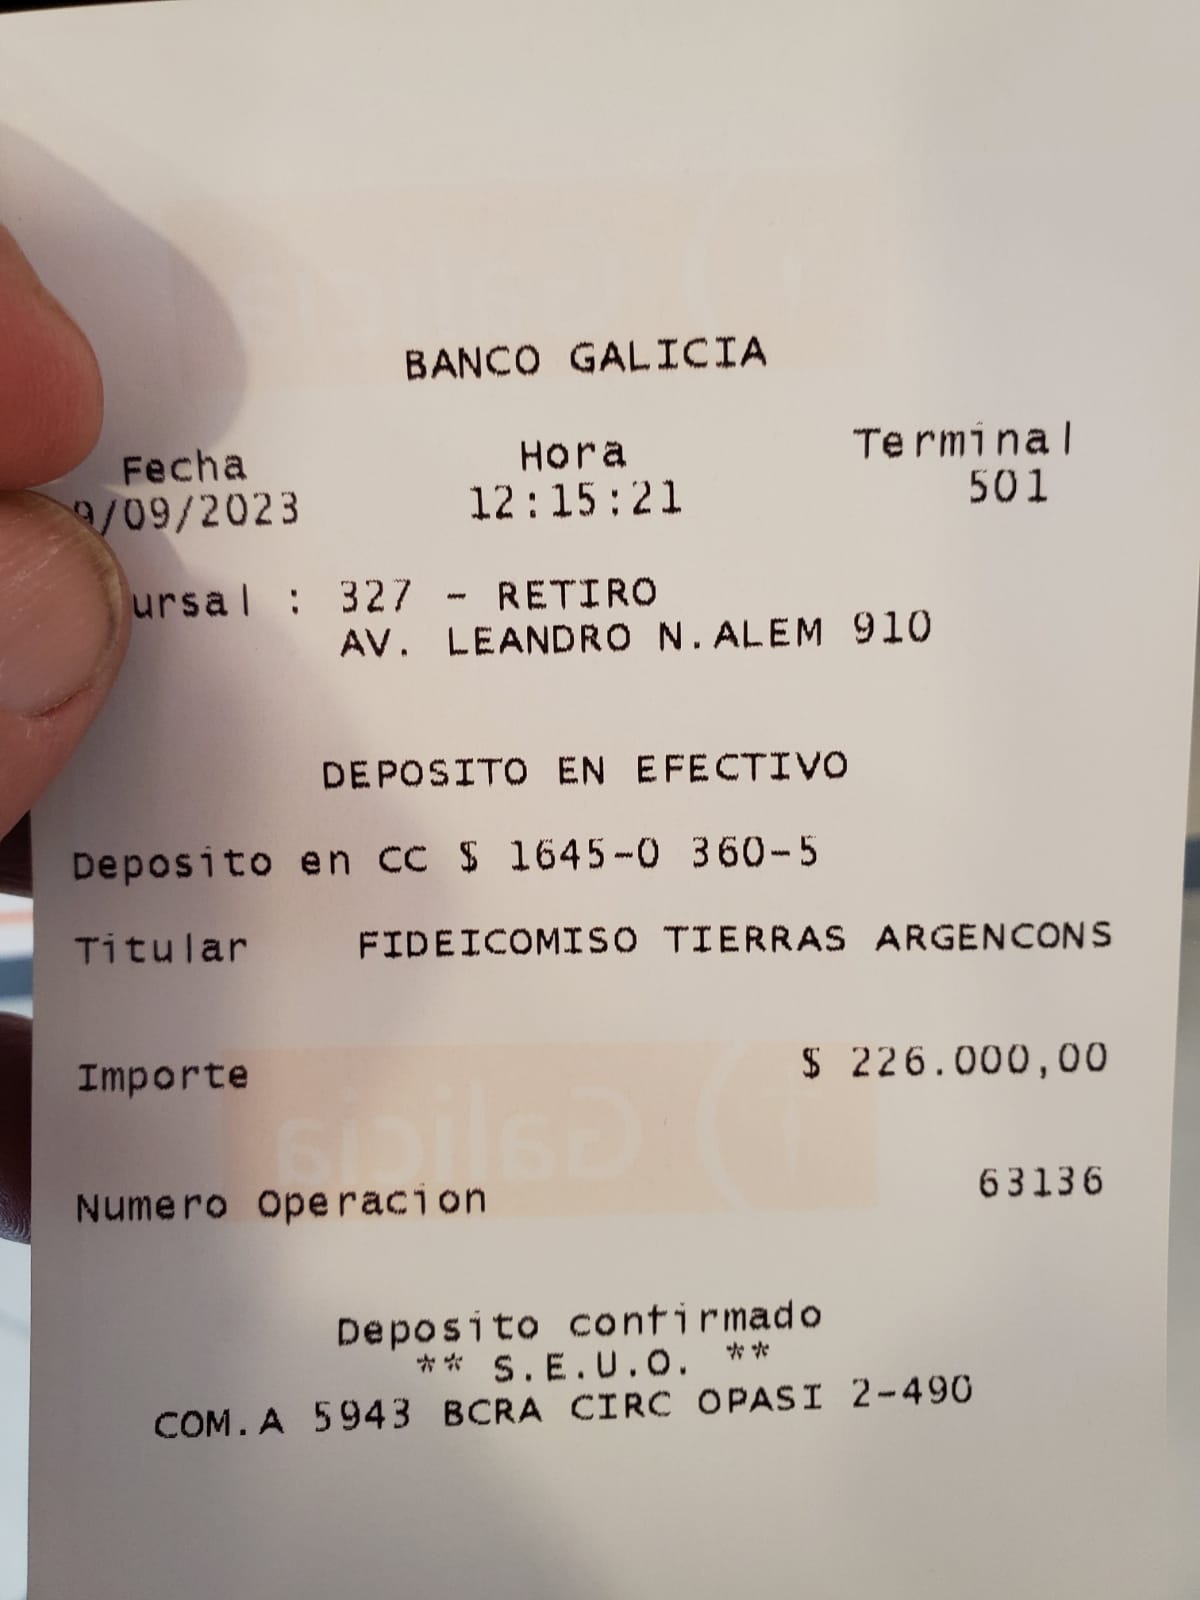 BANCO GALICIA
Fecha Hora Terminal
9/09/2023 12:15:21 501
ursal : 327 - RETIRO
AV. LEANDRO N.ALEM 910
DEPOSITO EN EFECTIVO
Deposito en CC $ 1645-0 360-5
Titular FIDEICOMISO TIERRAS ARGENCONS
Importe $ 226.000,00
Galicia
Numero Operacion 63136
Deposito confirmado
** S.E.U.O. **
COM.A 5943 BCRA CIRC OPASI 2-490